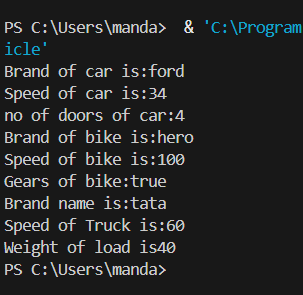 PS C:\Users\manda>  & 'C:\Program
icle'
Brand of car is:ford
Speed of car is:34
no of doors of car:4
Brand of bike is:hero
Speed of bike is:100
Gears of bike:true
Brand name is:tata
Speed of Truck is:60
Weight of load is40
PS C:\Users\manda>